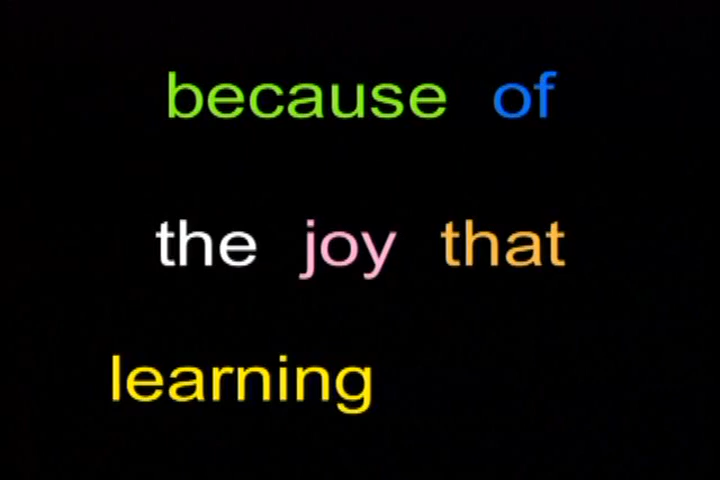 because of
the joy that
learning